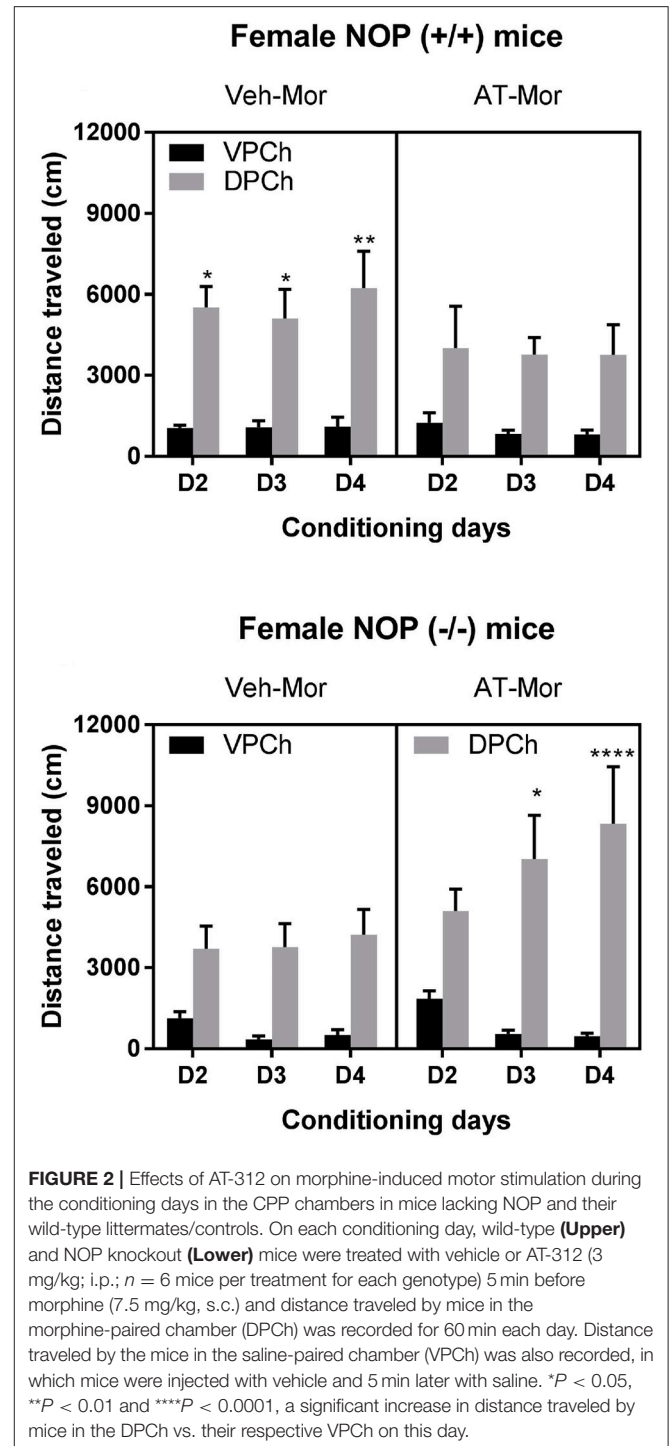 Female NOP (+/+) mice
Veh-Mor AT-Mor
12000
9000
6000
3000
0
Distance traveled (cm)
VPCh
DPCh
* * **
D2 D3 D4 D2 D3 D4
Conditioning days
Female NOP (-/-) mice
Veh-Mor AT-Mor
12000
9000
6000
3000
0
Distance traveled (cm)
VPCh DPCh
* ****
D2 D3 D4 D2 D3 D4
Conditioning days
FIGURE 2 | Effects of AT-312 on morphine-induced motor stimulation during
the conditioning days in the CPP chambers in mice lacking NOP and their
wild-type littermates/controls. On each conditioning day, wild-type (Upper)
and NOP knockout (Lower) mice were treated with vehicle or AT-312 (3
mg/kg; i.p.; n = 6 mice per treatment for each genotype) 5 min before
morphine (7.5 mg/kg, s.c.) and distance traveled by mice in the
morphine-paired chamber (DPCh) was recorded for 60 min each day. Distance
traveled by the mice in the saline-paired chamber (VPCh) was also recorded, in
which mice were injected with vehicle and 5 min later with saline. *P < 0.05,
**P < 0.01 and ****P < 0.0001, a significant increase in distance traveled by
mice in the DPCh vs. their respective VPCh on this day.